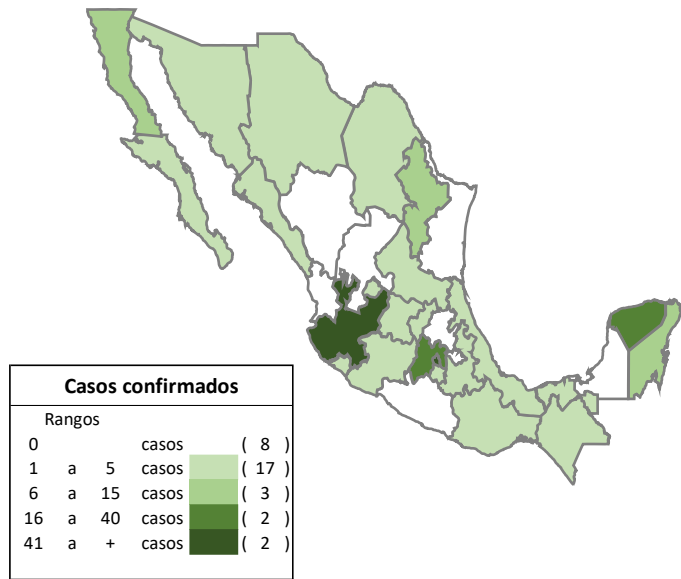 Casos confirmados
Rangos
0 casos ( 8 )
1 a 5 casos ( 17 )
6 a 15 casos ( 3 )
16 a 40 casos ( 2 )
41 a + casos ( 2 )